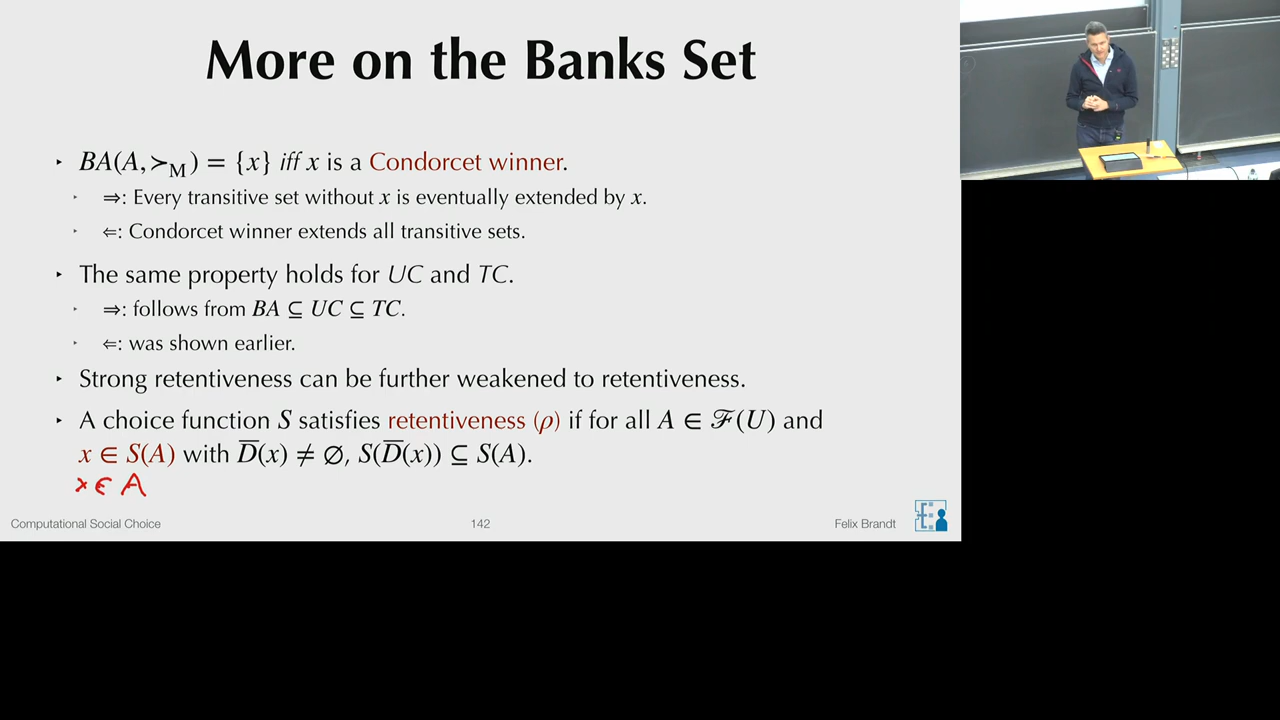 More on the Banks Set
‣ BA(A, ≻M) = {x} iff x is a Condorcet winner.
‣ ⇒: Every transitive set without x is eventually extended by x.
‣ ⇐: Condorcet winner extends all transitive sets.
‣ The same property holds for UC and TC.
‣ ⇒: follows from BA ⊆ UC ⊆ TC.
‣ ⇐: was shown earlier.
‣ Strong retentiveness can be further weakened to retentiveness.
‣ A choice function S satisfies retentiveness (ρ) if for all A ∈ ℱ(U) and
x ∈ S(A) with D̅(x) ≠ ∅, S(D̅(x)) ⊆ S(A).
x ∈ A
Computational Social Choice 142 Felix Brandt